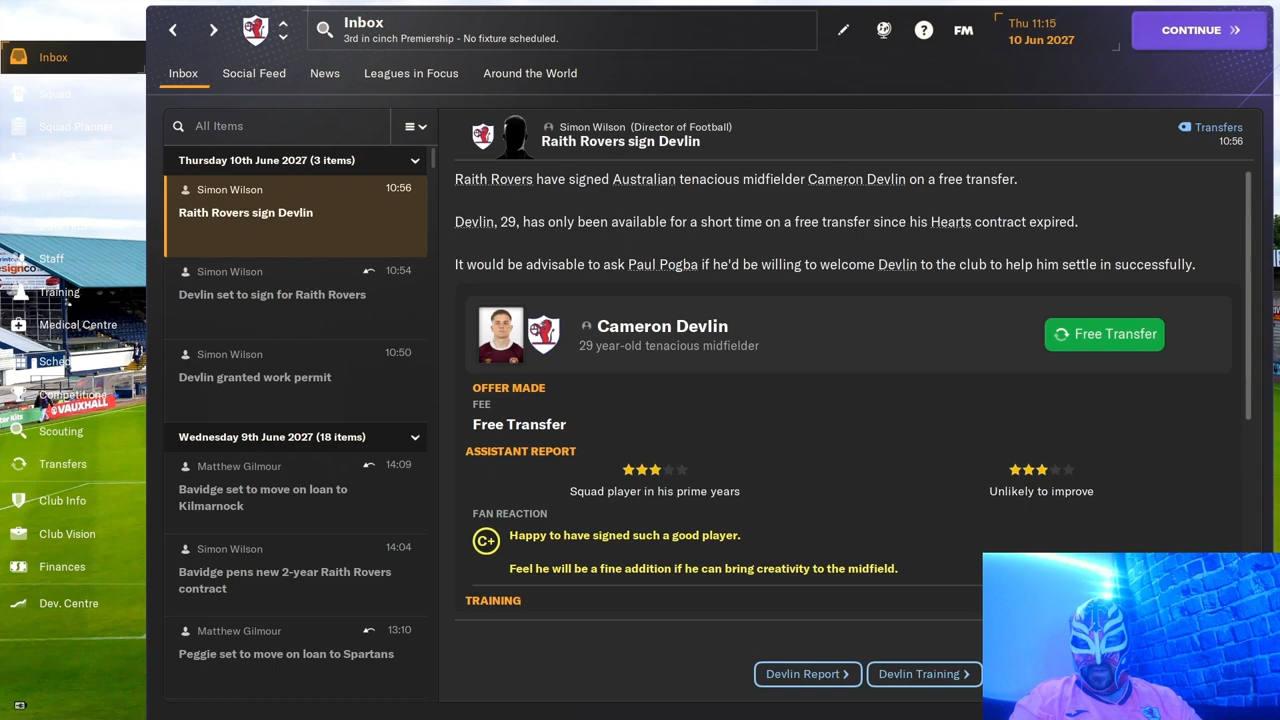 Inbox
3rd in cinch Premiership - No fixture scheduled.
FM
Thu 11:15
10 Jun 2027
CONTINUE
Inbox
Social Feed
News
Leagues in Focus
Around the World
Inbox
Squad
Squad Planner
Staff
Training
Medical Centre
Sched
Competitions
Scouting
Transfers
Club Info
Club Vision
Finances
Dev. Centre
VAUXHALL
All Items
Thursday 10th June 2027 (3 items)
Simon Wilson 10:56
Raith Rovers sign Devlin
Simon Wilson 10:54
Devlin set to sign for Raith Rovers
Simon Wilson 10:50
Devlin granted work permit
Wednesday 9th June 2027 (18 items)
Matthew Gilmour 14:09
Bavidge set to move on loan to
Kilmarnock
Simon Wilson 14:04
Bavidge pens new 2-year Raith Rovers
contract
Matthew Gilmour 13:10
Peggie set to move on loan to Spartans
Simon Wilson (Director of Football)
Raith Rovers sign Devlin
Transfers
10:56
Raith Rovers have signed Australian tenacious midfielder Cameron Devlin on a free transfer.
Devlin, 29, has only been available for a short time on a free transfer since his Hearts contract expired.
It would be advisable to ask Paul Pogba if he'd be willing to welcome Devlin to the club to help him settle in successfully.
Cameron Devlin
29 year-old tenacious midfielder
Free Transfer
OFFER MADE
FEE
Free Transfer
ASSISTANT REPORT
Squad player in his prime years
Unlikely to improve
FAN REACTION
C+
Happy to have signed such a good player.
Feel he will be a fine addition if he can bring creativity to the midfield.
TRAINING
Devlin Report
Devlin Training